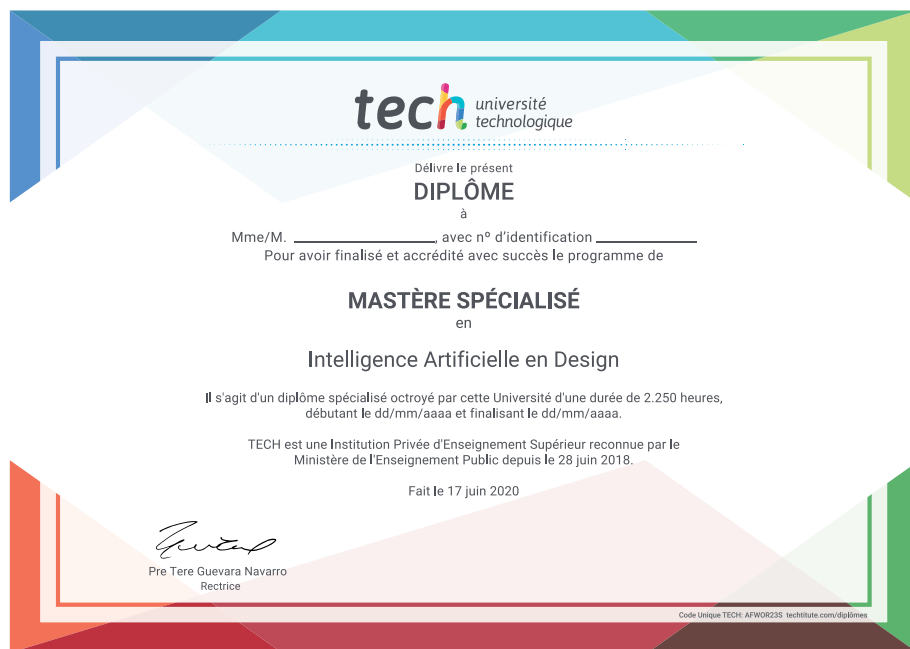 tech université
technologique
Délivre le présent
DIPLÔME
à
Mme/M. ____________, avec nº d'identification ____________
Pour avoir finalisé et accrédité avec succès le programme de
MASTÈRE SPÉCIALISÉ
en
Intelligence Artificielle en Design
Il s'agit d'un diplôme spécialisé octroyé par cette Université d'une durée de 2.250 heures,
débutant le dd/mm/aaaa et finalisant le dd/mm/aaaa.
TECH est une Institution Privée d'Enseignement Supérieur reconnue par le
Ministère de l'Enseignement Public depuis le 28 juin 2018.
Fait le 17 juin 2020
Pre Tere Guevara Navarro
Rectrice
Code Unique TECH: AFWOR23S techtitute.com/diplômes